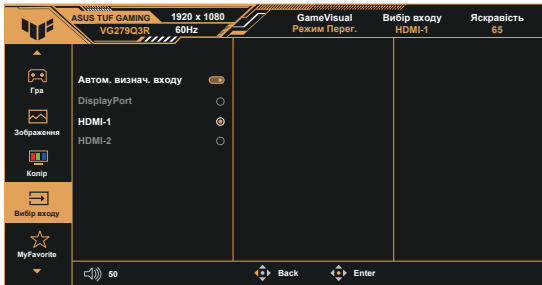 ASUS TUF GAMING 1920 x 1080 GameVisual Вибір входу Яскравість
VG279Q3R 60Hz Режим Перег. HDMI-1 65
Гра
Зображення
Колір
Вибір входу
MyFavorite
Автом. визнач. входу
DisplayPort
HDMI-1
HDMI-2
50 Back Enter